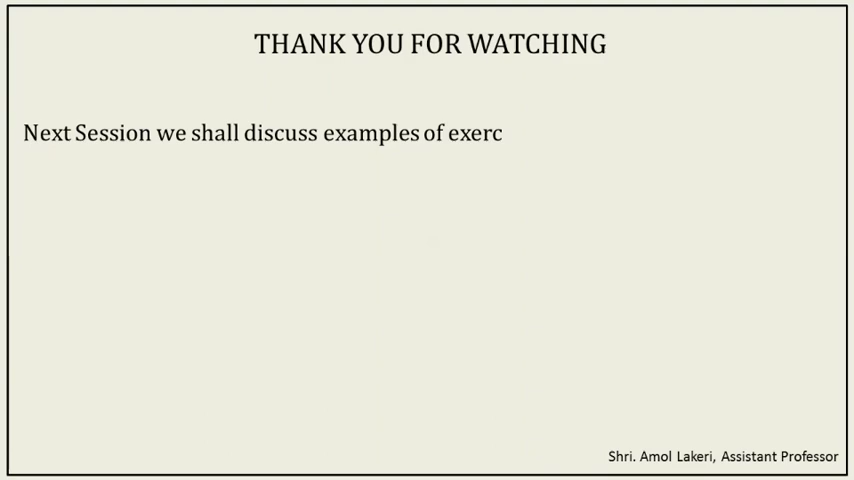 THANK YOU FOR WATCHING
Next Session we shall discuss examples of exerc
Shri. Amol Lakeri, Assistant Professor